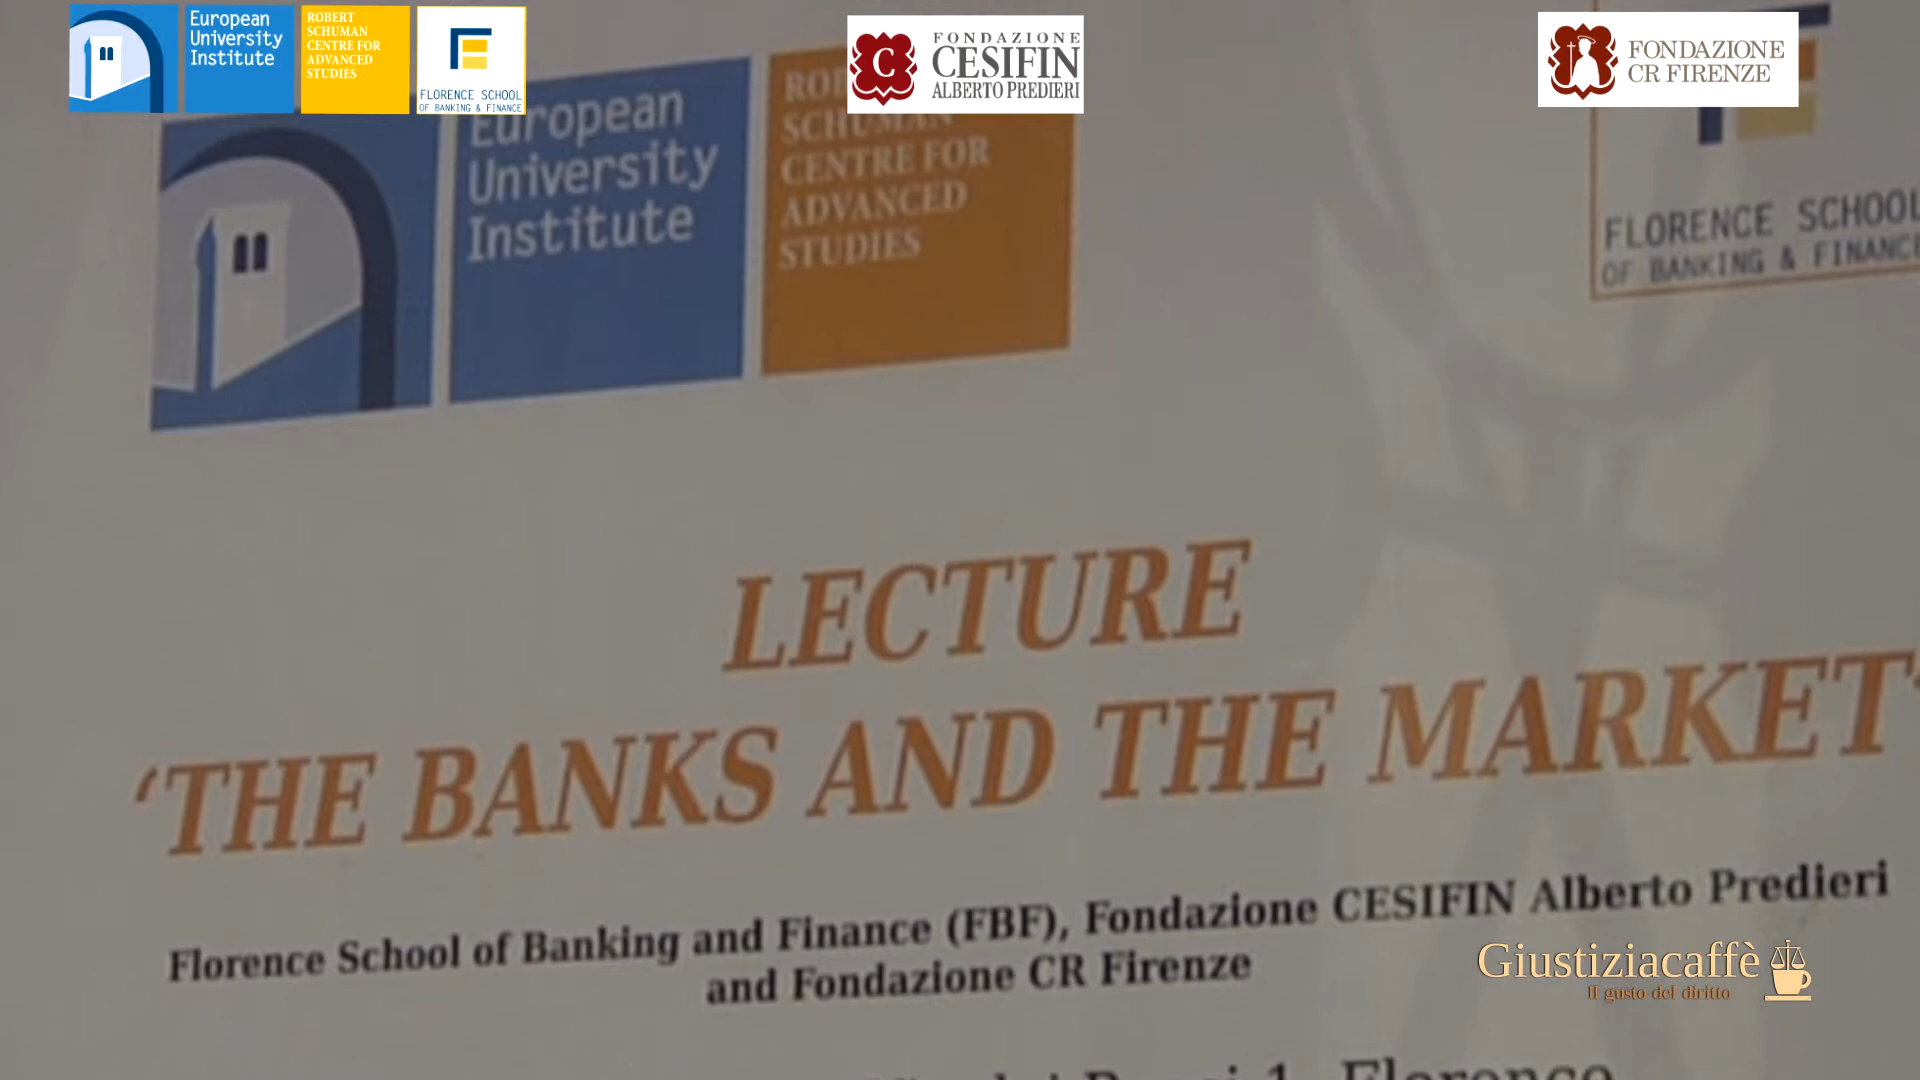 European
University
Institute
ROBERT
SCHUMAN
CENTRE FOR
ADVANCED
STUDIES
FLORENCE SCHOOL
OF BANKING & FINANCE
FONDAZIONE
CESIFIN
ALBERTO PREDIERI
FONDAZIONE
CR FIRENZE
European
University
Institute
SCHUMAN
CENTRE FOR
ADVANCED
STUDIES
FLORENCE SCHOOL
OF BANKING & FINANCE
LECTURE
‘THE BANKS AND THE MARKET’
Florence School of Banking and Finance (FBF), Fondazione CESIFIN Alberto Predieri
and Fondazione CR Firenze
Giustiziacaffè
Il gusto del diritto
1, Florence